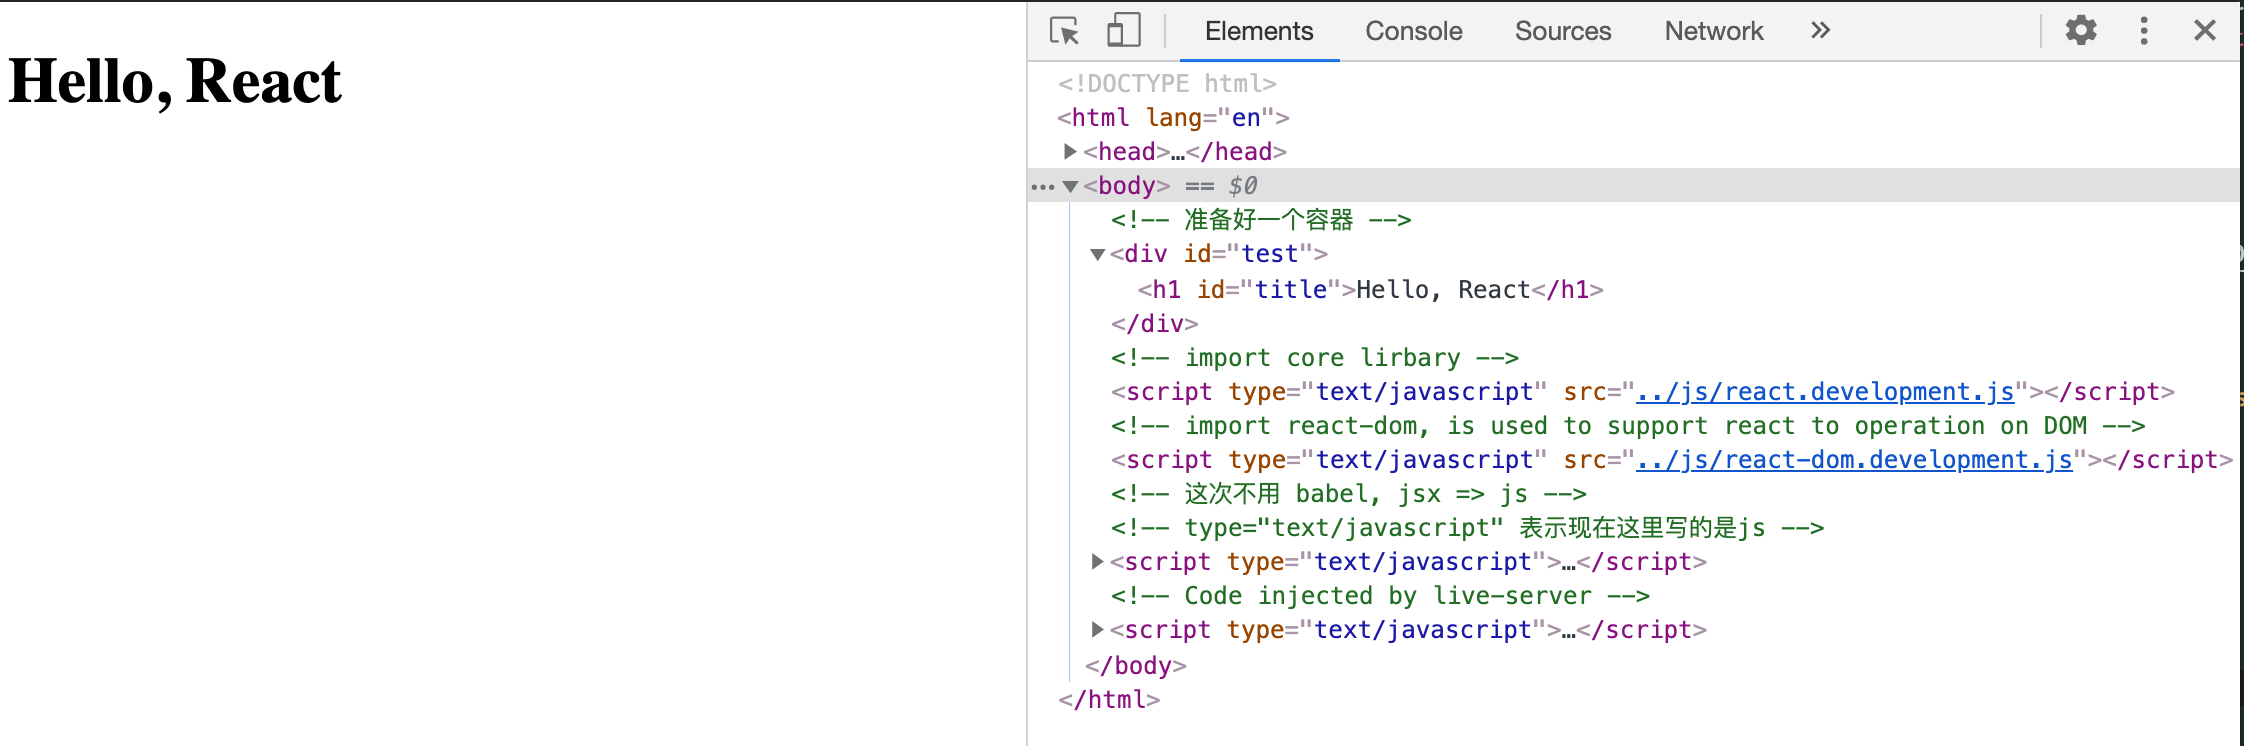 Hello, React
Elements Console Sources Network »
<!DOCTYPE html>
<html lang="en">
<head>…</head>
<body> == $0
<!-- 准备好一个容器 -->
<div id="test">
<h1 id="title">Hello, React</h1>
</div>
<!-- import core lirbary -->
<script type="text/javascript" src="../js/react.development.js"></script>
<!-- import react-dom, is used to support react to operation on DOM -->
<script type="text/javascript" src="../js/react-dom.development.js"></script>
<!-- 这次不用 babel, jsx => js -->
<!-- type="text/javascript" 表示现在这里写的是js -->
<script type="text/javascript">…</script>
<!-- Code injected by live-server -->
<script type="text/javascript">…</script>
</body>
</html>